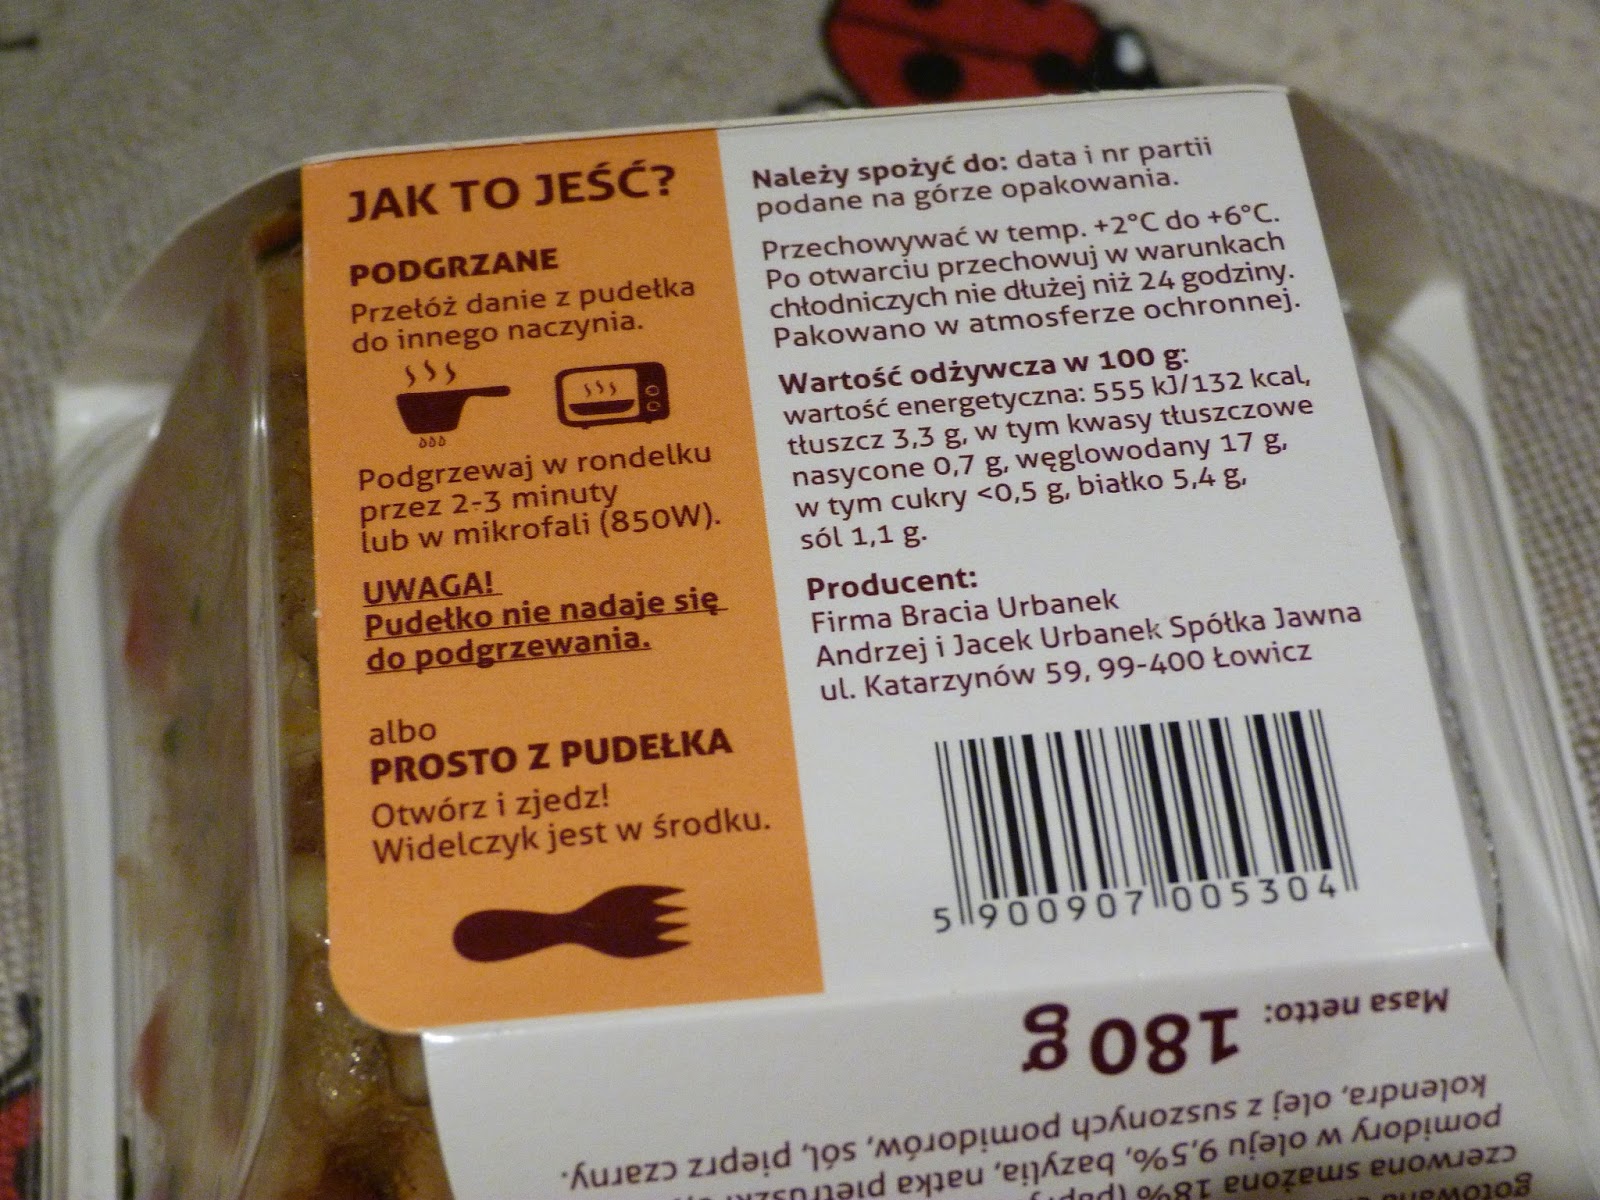 JAK TO JEŚĆ?
PODGRZANE
Przełóż danie z pudełka
do innego naczynia.
Podgrzewaj w rondelku
przez 2-3 minuty
lub w mikrofali (850W).
UWAGA!
Pudełko nie nadaje się
do podgrzewania.
albo
PROSTO Z PUDEŁKA
Otwórz i zjedz!
Widelczyk jest w środku.
Należy spożyć do: data i nr partii
podane na górze opakowania.
Przechowywać w temp. +2°C do +6°C.
Po otwarciu przechowuj w warunkach
chłodniczych nie dłużej niż 24 godziny.
Pakowano w atmosferze ochronnej.
Wartość odżywcza w 100 g:
wartość energetyczna: 555 kJ/132 kcal,
tłuszcz 3,3 g, w tym kwasy tłuszczowe
nasycone 0,7 g, węglowodany 17 g,
w tym cukry <0,5 g, białko 5,4 g,
sól 1,1 g.
Producent:
Firma Bracia Urbanek
Andrzej i Jacek Urbanek Spółka Jawna
ul. Katarzynów 59, 99-400 Łowicz
5 900907 005304
czerwona smażona 18%
pomidory w oleju 9,5%, bazylia, natka pietruszki,
kolendra, olej z suszonych pomidorów, sól, pieprz czarny.
Masa netto: 180 g